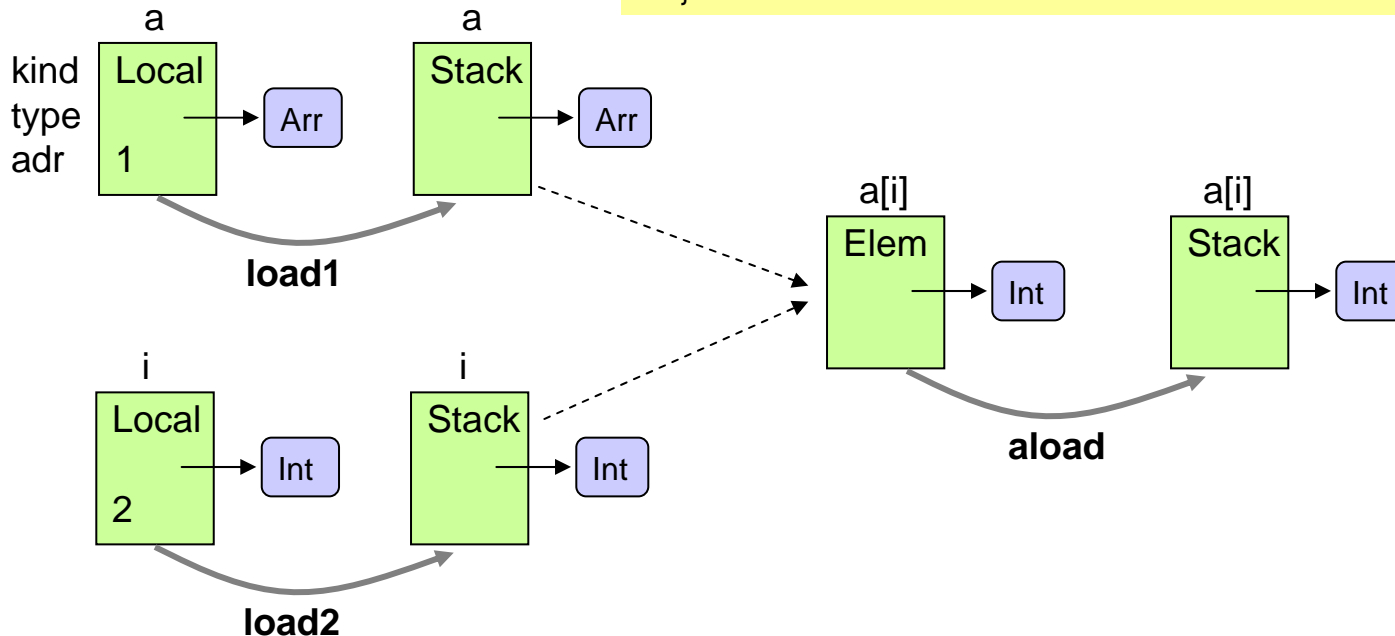 a
a
kind
type
adr
Local
1
Arr
Stack
Arr
load1
a[i]
a[i]
Elem
Int
Stack
Int
i
i
Local
2
Int
Stack
Int
aload
load2